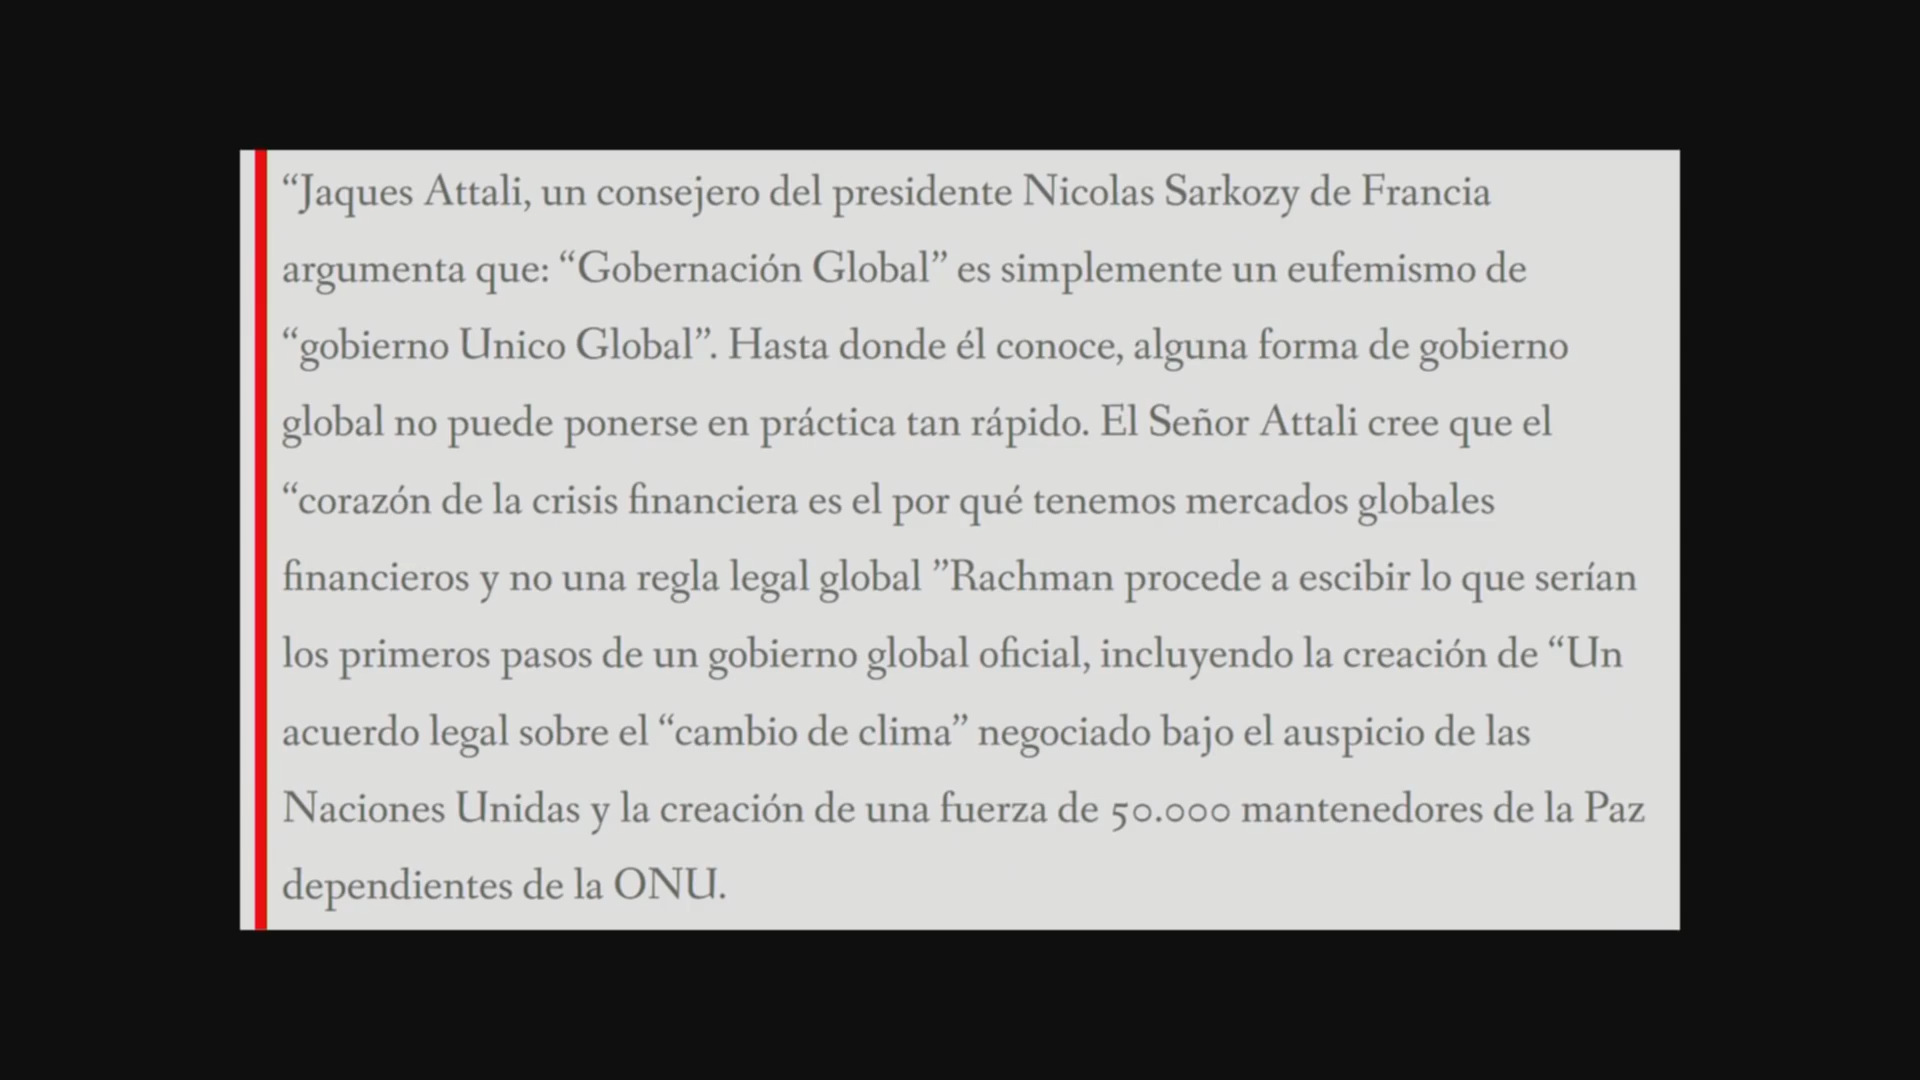 “Jaques Attali, un consejero del presidente Nicolas Sarkozy de Francia
argumenta que: “Gobernación Global” es simplemente un eufemismo de
“gobierno Unico Global”. Hasta donde él conoce, alguna forma de gobierno
global no puede ponerse en práctica tan rápido. El Señor Attali cree que el
“corazón de la crisis financiera es el por qué tenemos mercados globales
financieros y no una regla legal global ”Rachman procede a escibir lo que serían
los primeros pasos de un gobierno global oficial, incluyendo la creación de “Un
acuerdo legal sobre el “cambio de clima” negociado bajo el auspicio de las
Naciones Unidas y la creación de una fuerza de 50.000 mantenedores de la Paz
dependientes de la ONU.